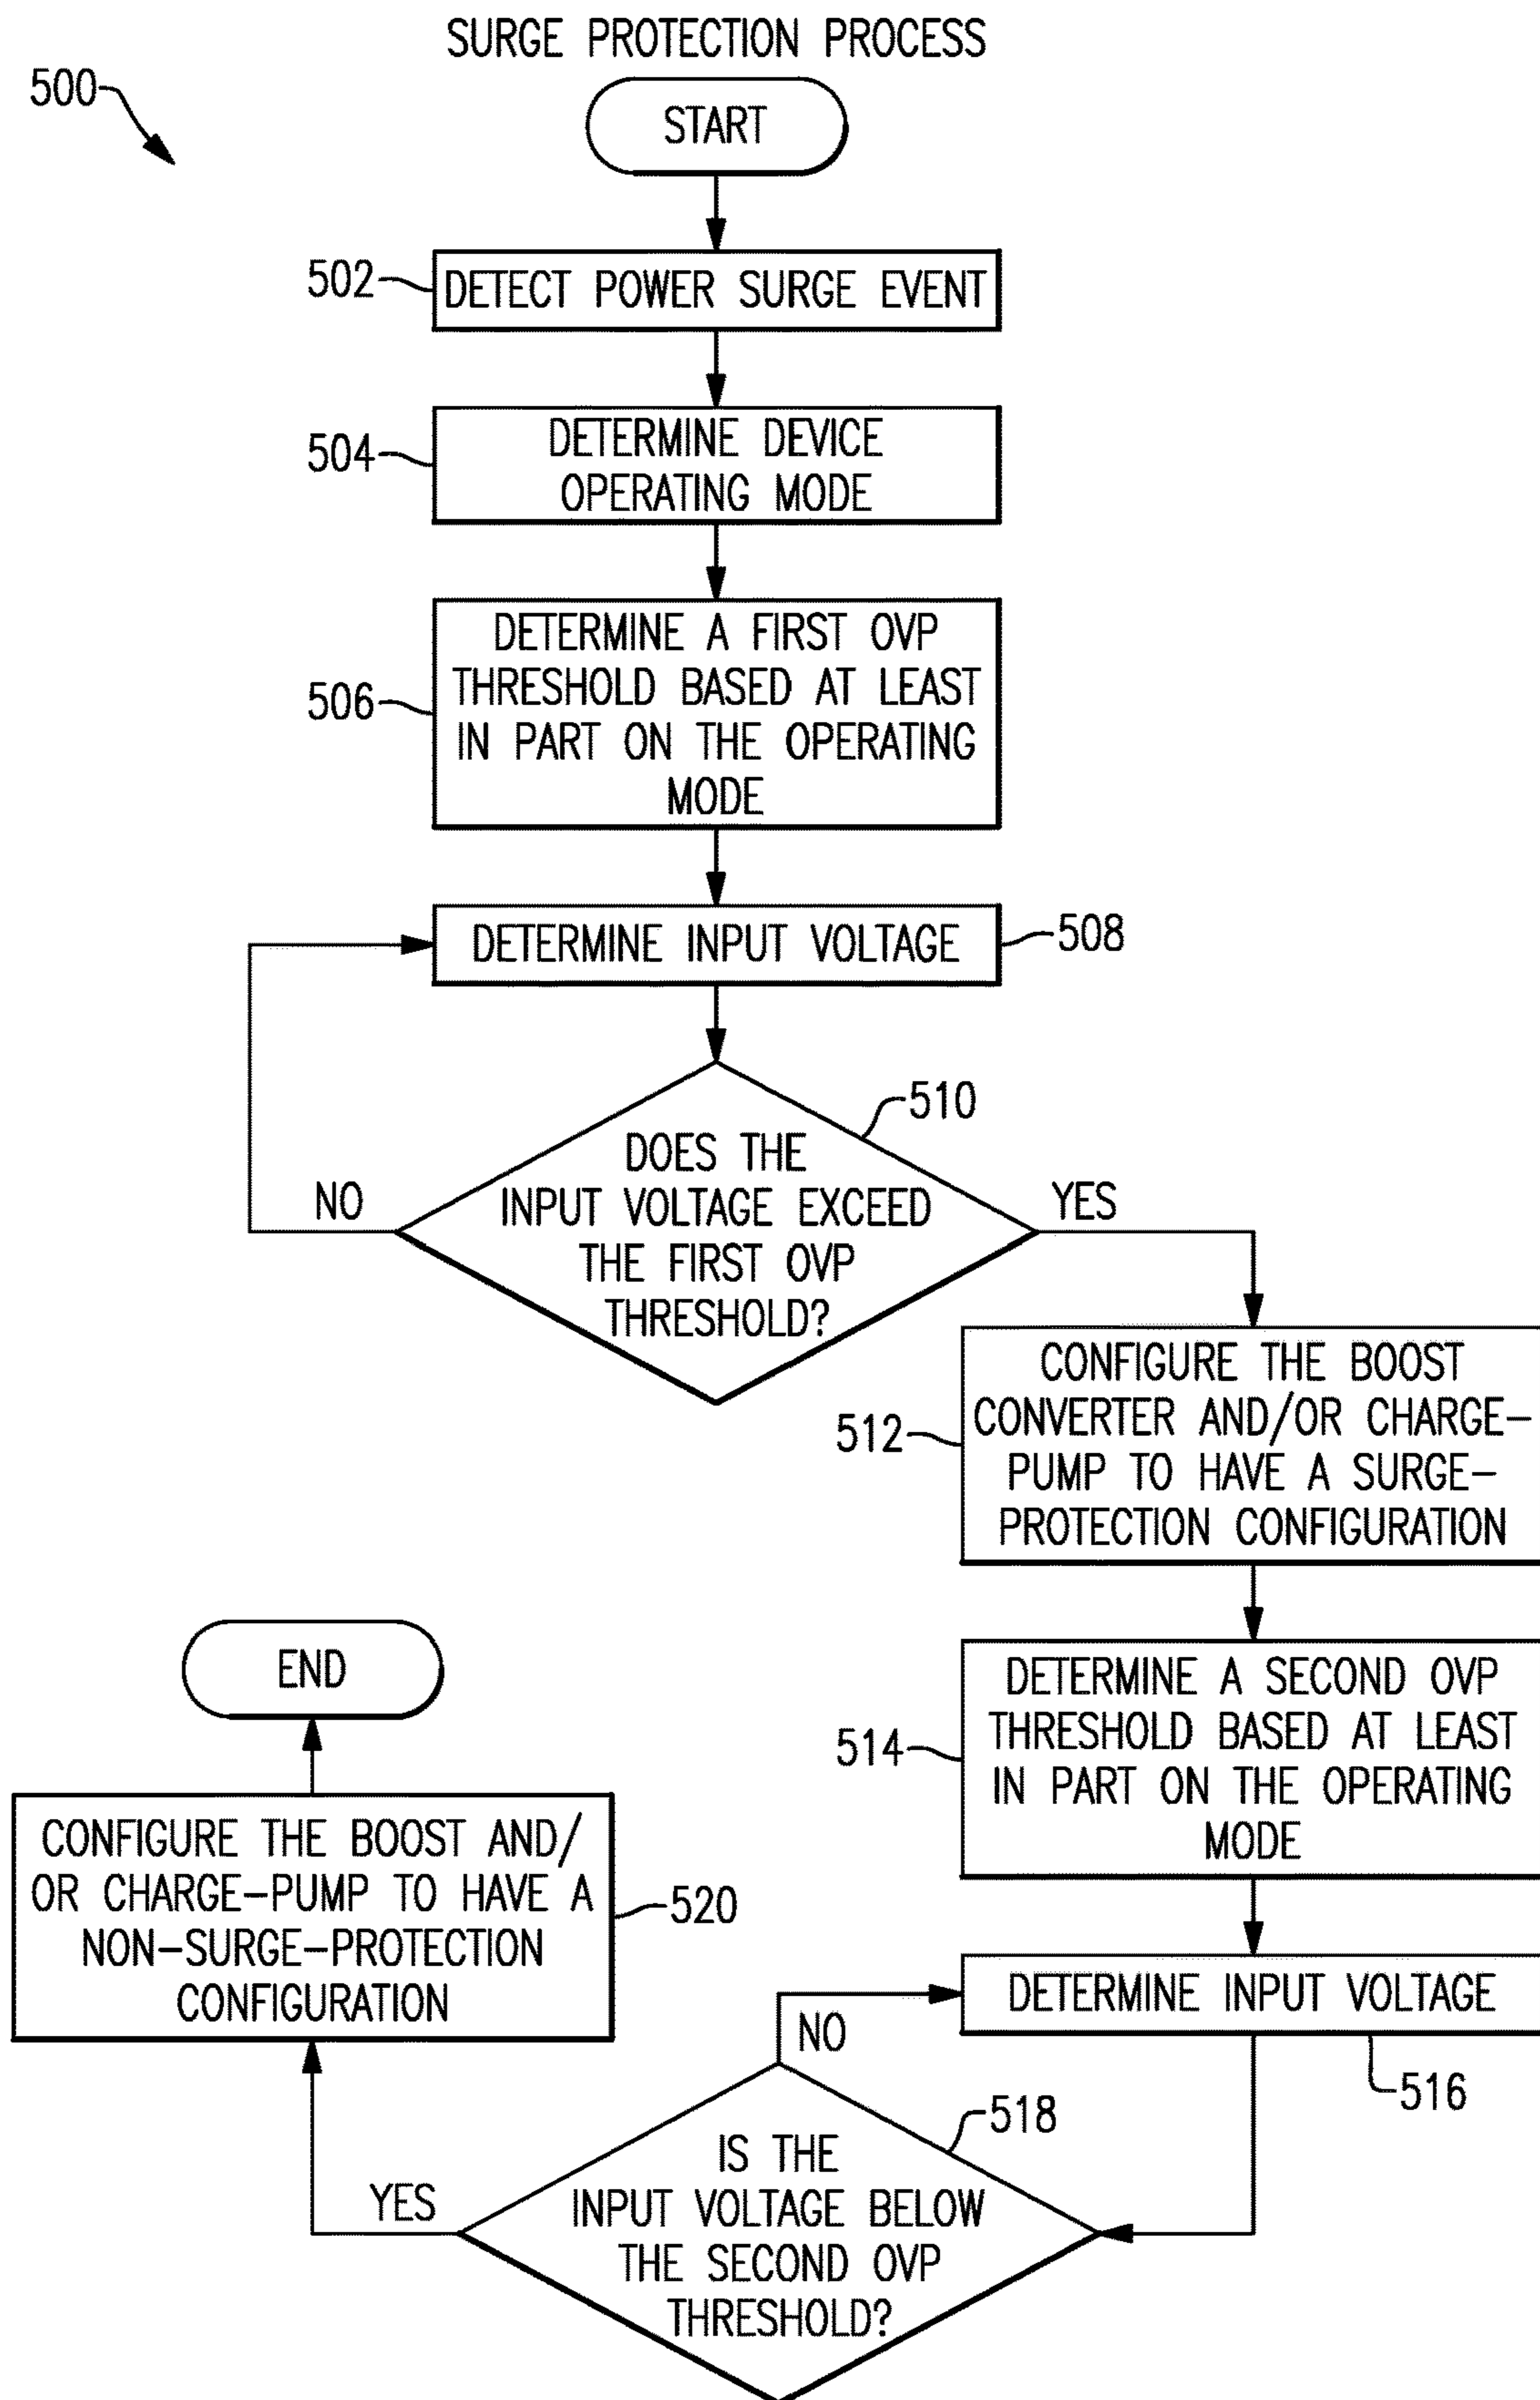 SURGE PROTECTION PROCESS
500
START
502
DETECT POWER SURGE EVENT
504
DETERMINE DEVICE
OPERATING MODE
506
DETERMINE A FIRST OVP
THRESHOLD BASED AT LEAST
IN PART ON THE OPERATING
MODE
DETERMINE INPUT VOLTAGE
508
510
DOES THE
INPUT VOLTAGE EXCEED
THE FIRST OVP
THRESHOLD?
NO
YES
512
CONFIGURE THE BOOST
CONVERTER AND/OR CHARGE-
PUMP TO HAVE A SURGE-
PROTECTION CONFIGURATION
514
DETERMINE A SECOND OVP
THRESHOLD BASED AT LEAST
IN PART ON THE OPERATING
MODE
DETERMINE INPUT VOLTAGE
516
NO
518
IS THE
INPUT VOLTAGE BELOW
THE SECOND OVP
THRESHOLD?
YES
CONFIGURE THE BOOST AND/
OR CHARGE-PUMP TO HAVE A
NON-SURGE-PROTECTION
CONFIGURATION
520
END